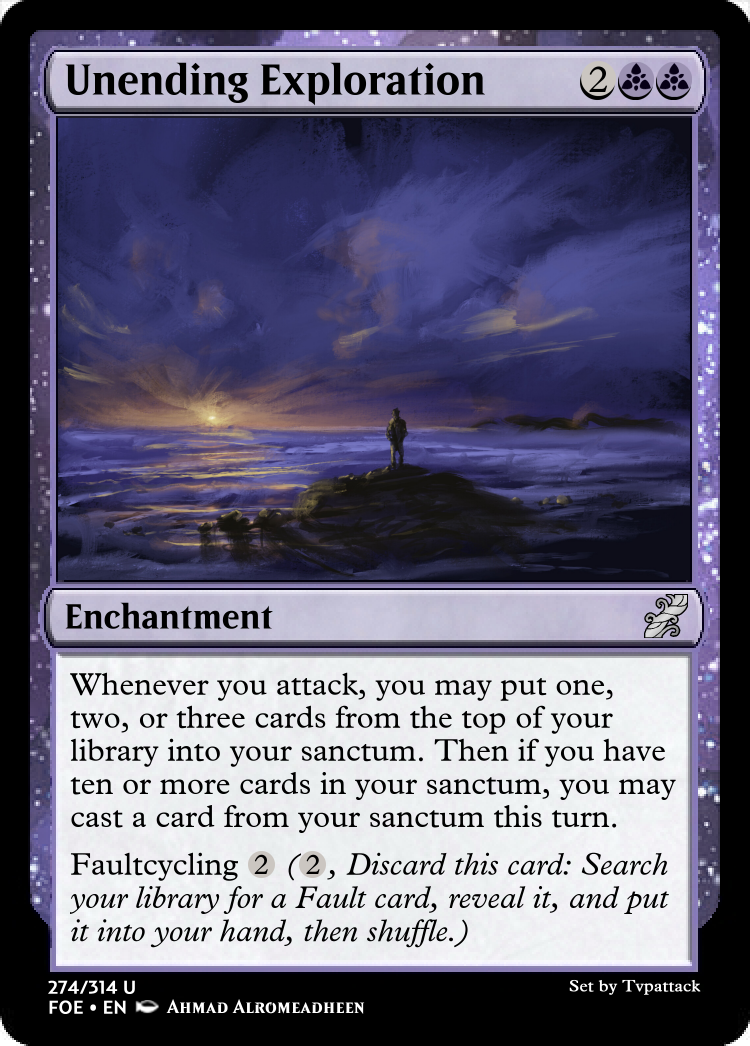 Unending Exploration 2
Enchantment
Whenever you attack, you may put one,
two, or three cards from the top of your
library into your sanctum. Then if you have
ten or more cards in your sanctum, you may
cast a card from your sanctum this turn.
Faultcycling 2 (2, Discard this card: Search
your library for a Fault card, reveal it, and put
it into your hand, then shuffle.)
274/314 U
Set by Tvpattack
FOE • EN Ahmad Alromeadheen